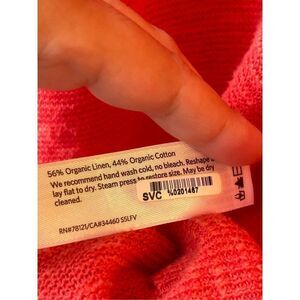 56% Organic Linen, 44% Organic Cotton
We recommend hand wash cold, no bleach. Reshape &
lay flat to dry. Steam press to restore size. May be dry
cleaned.
SVC %0201467
RN#78121/CA#34460 SSLFV